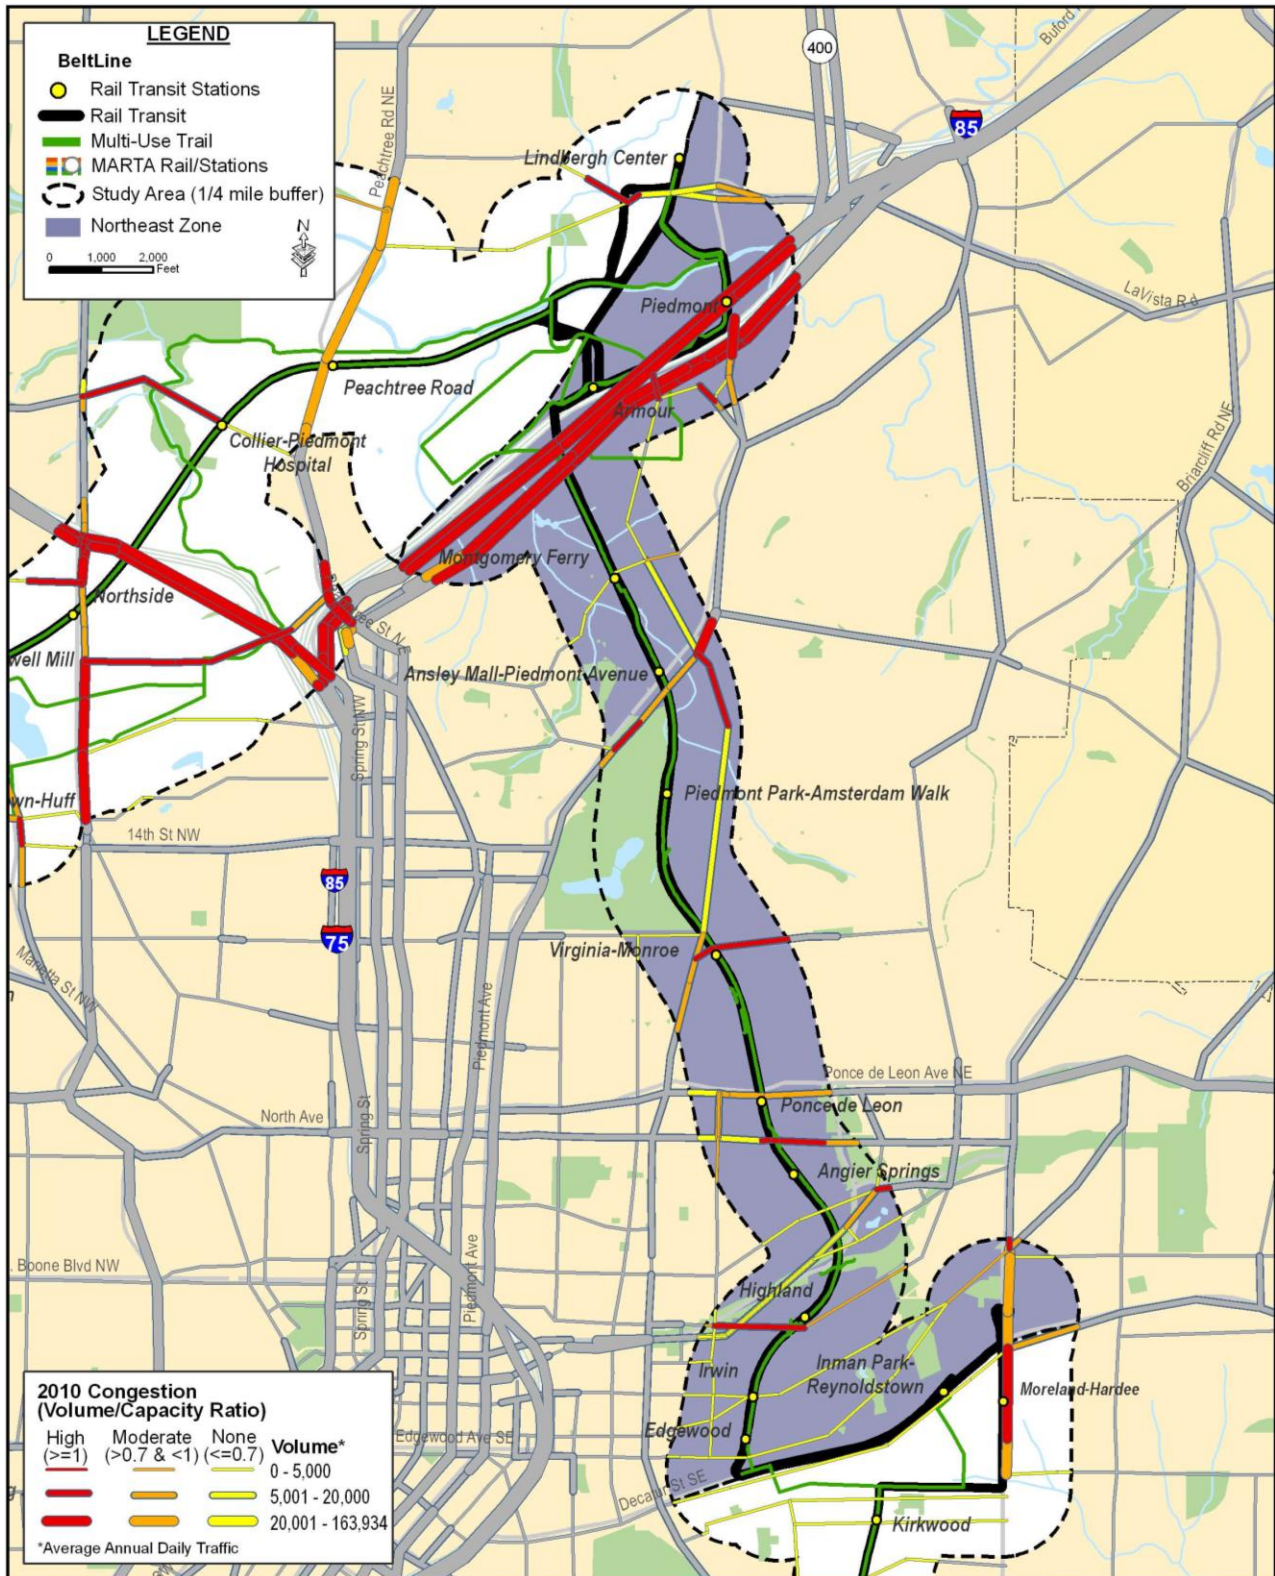 LEGEND
BeltLine
Rail Transit Stations
Rail Transit
Multi-Use Trail
MARTA Rail/Stations
Study Area (1/4 mile buffer)
Northeast Zone
N
0 1,000 2,000
Feet
400
Buford
85
Peachtree Rd NE
Lindbergh Center
LaVista Rd
Piedmont
Peachtree Road
Armour
Briarcliff Rd NE
Collier-Piedmont
Hospital
Montgomery Ferry
Northside
well Mill
Ansley Mall-Piedmont Avenue
Spring St NW
Piedmont Park-Amsterdam Walk
wn-Huff
14th St NW
85
75
Virginia-Monroe
Marietta St NW
Piedmont Ave
Ponce de Leon Ave NE
Ponce de Leon
North Ave
Spring St
Angier Springs
Boone Blvd NW
Highland
Spring St
Piedmont Ave
Irwin
Inman Park-
Reynoldstown
Moreland-Hardee
Edgewood
Edgewood Ave SE
Decatur St SE
Kirkwood
2010 Congestion
(Volume/Capacity Ratio)
High Moderate None
(>=1) (>0.7 & <1) (<=0.7) Volume*
0 - 5,000
5,001 - 20,000
20,001 - 163,934
*Average Annual Daily Traffic